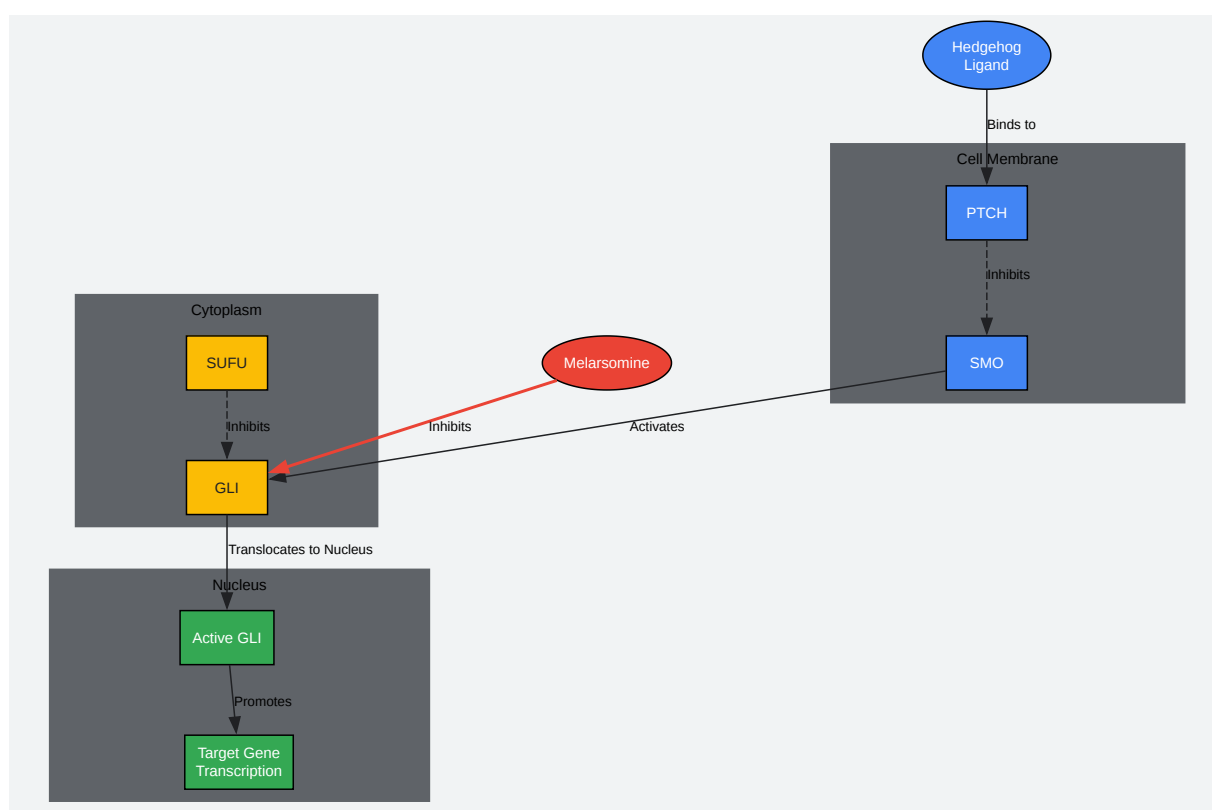 Hedgehog
Ligand
Binds to
Cell Membrane
PTCH
Inhibits
Cytoplasm
SUFU
Melarsomine
SMO
Inhibits
Inhibits
Activates
GLI
Translocates to Nucleus
Nucleus
Active GLI
Promotes
Target Gene
Transcription